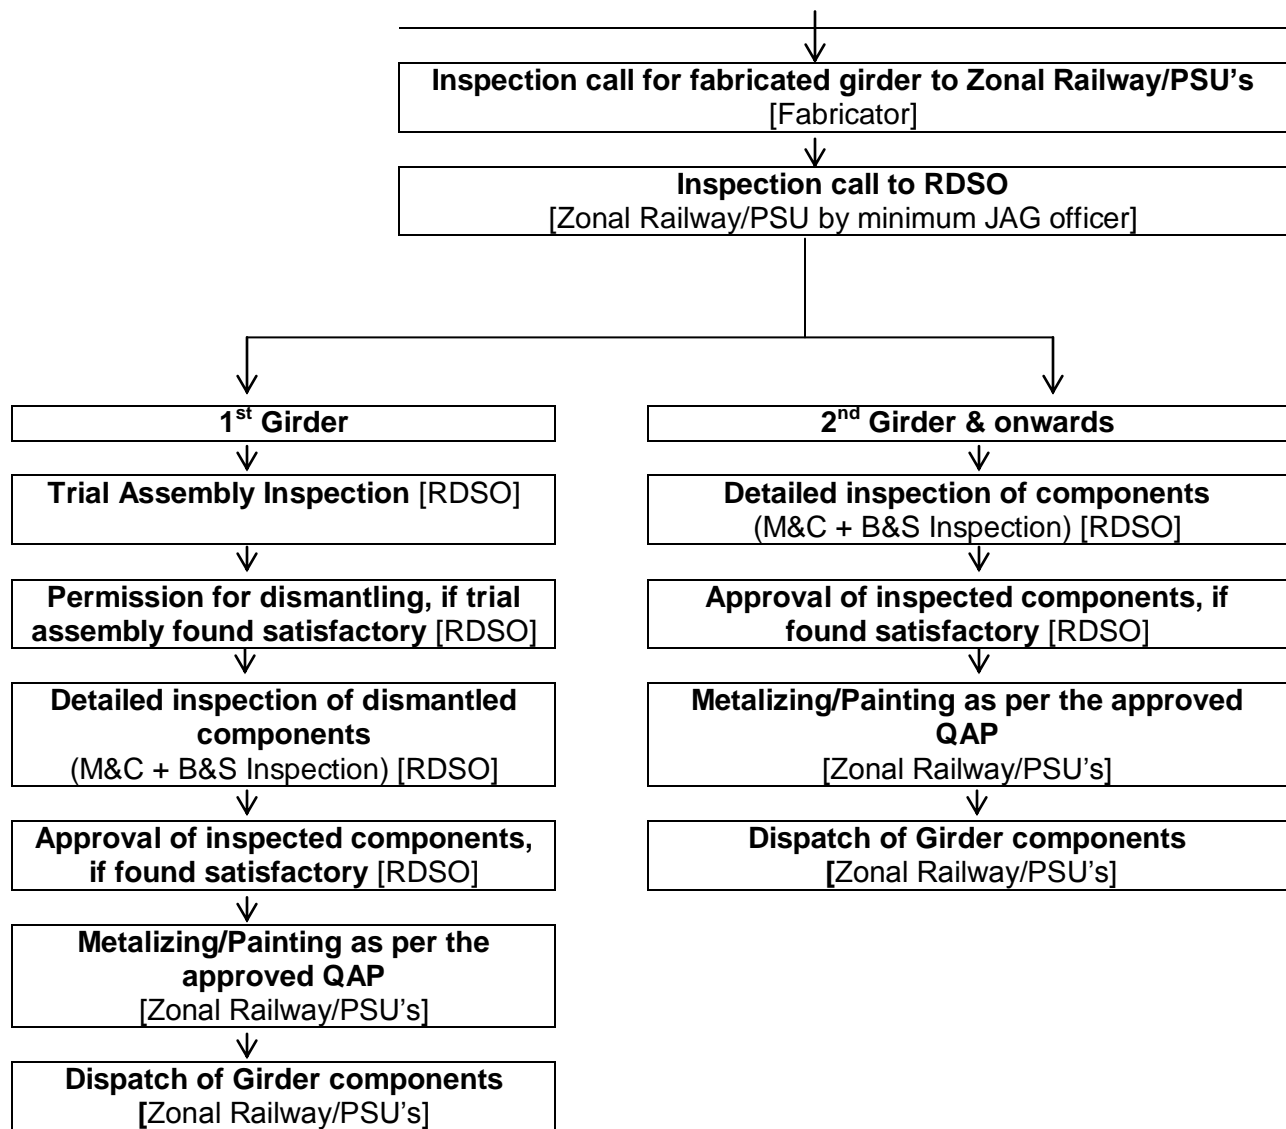 Inspection call for fabricated girder to Zonal Railway/PSU’s
[Fabricator]
Inspection call to RDSO
[Zonal Railway/PSU by minimum JAG officer]
1st Girder
Trial Assembly Inspection [RDSO]
Permission for dismantling, if trial
assembly found satisfactory [RDSO]
Detailed inspection of dismantled
components
(M&C + B&S Inspection) [RDSO]
Approval of inspected components,
if found satisfactory [RDSO]
Metalizing/Painting as per the
approved QAP
[Zonal Railway/PSU’s]
Dispatch of Girder components
[Zonal Railway/PSU’s]
2nd Girder & onwards
Detailed inspection of components
(M&C + B&S Inspection) [RDSO]
Approval of inspected components, if
found satisfactory [RDSO]
Metalizing/Painting as per the approved
QAP
[Zonal Railway/PSU’s]
Dispatch of Girder components
[Zonal Railway/PSU’s]